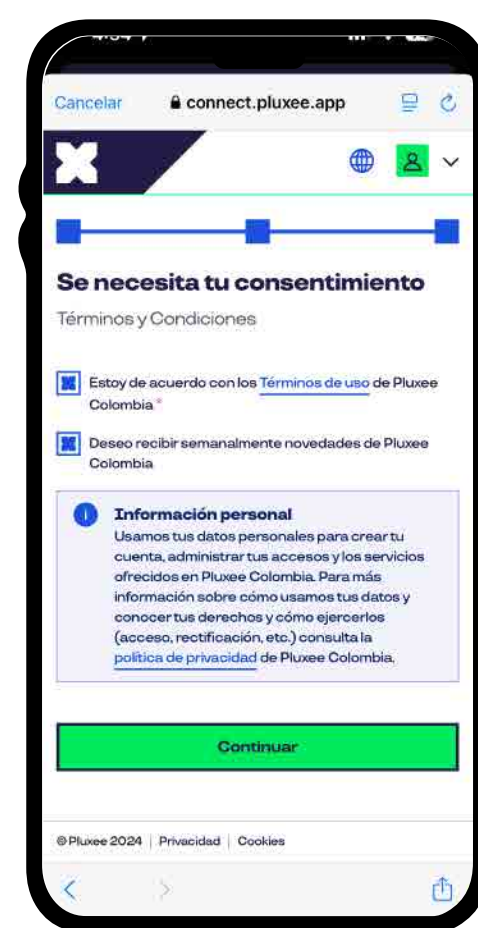 Cancelar connect.pluxee.app
Se necesita tu consentimiento
Términos y Condiciones
Estoy de acuerdo con los Términos de uso de Pluxee
Colombia *
Deseo recibir semanalmente novedades de Pluxee
Colombia
i Información personal
Usamos tus datos personales para crear tu
cuenta, administrar tus accesos y los servicios
ofrecidos en Pluxee Colombia. Para más
información sobre cómo usamos tus datos y
conocer tus derechos y cómo ejercerlos
(acceso, rectificación, etc.) consulta la
política de privacidad de Pluxee Colombia.
Continuar
© Pluxee 2024 | Privacidad | Cookies